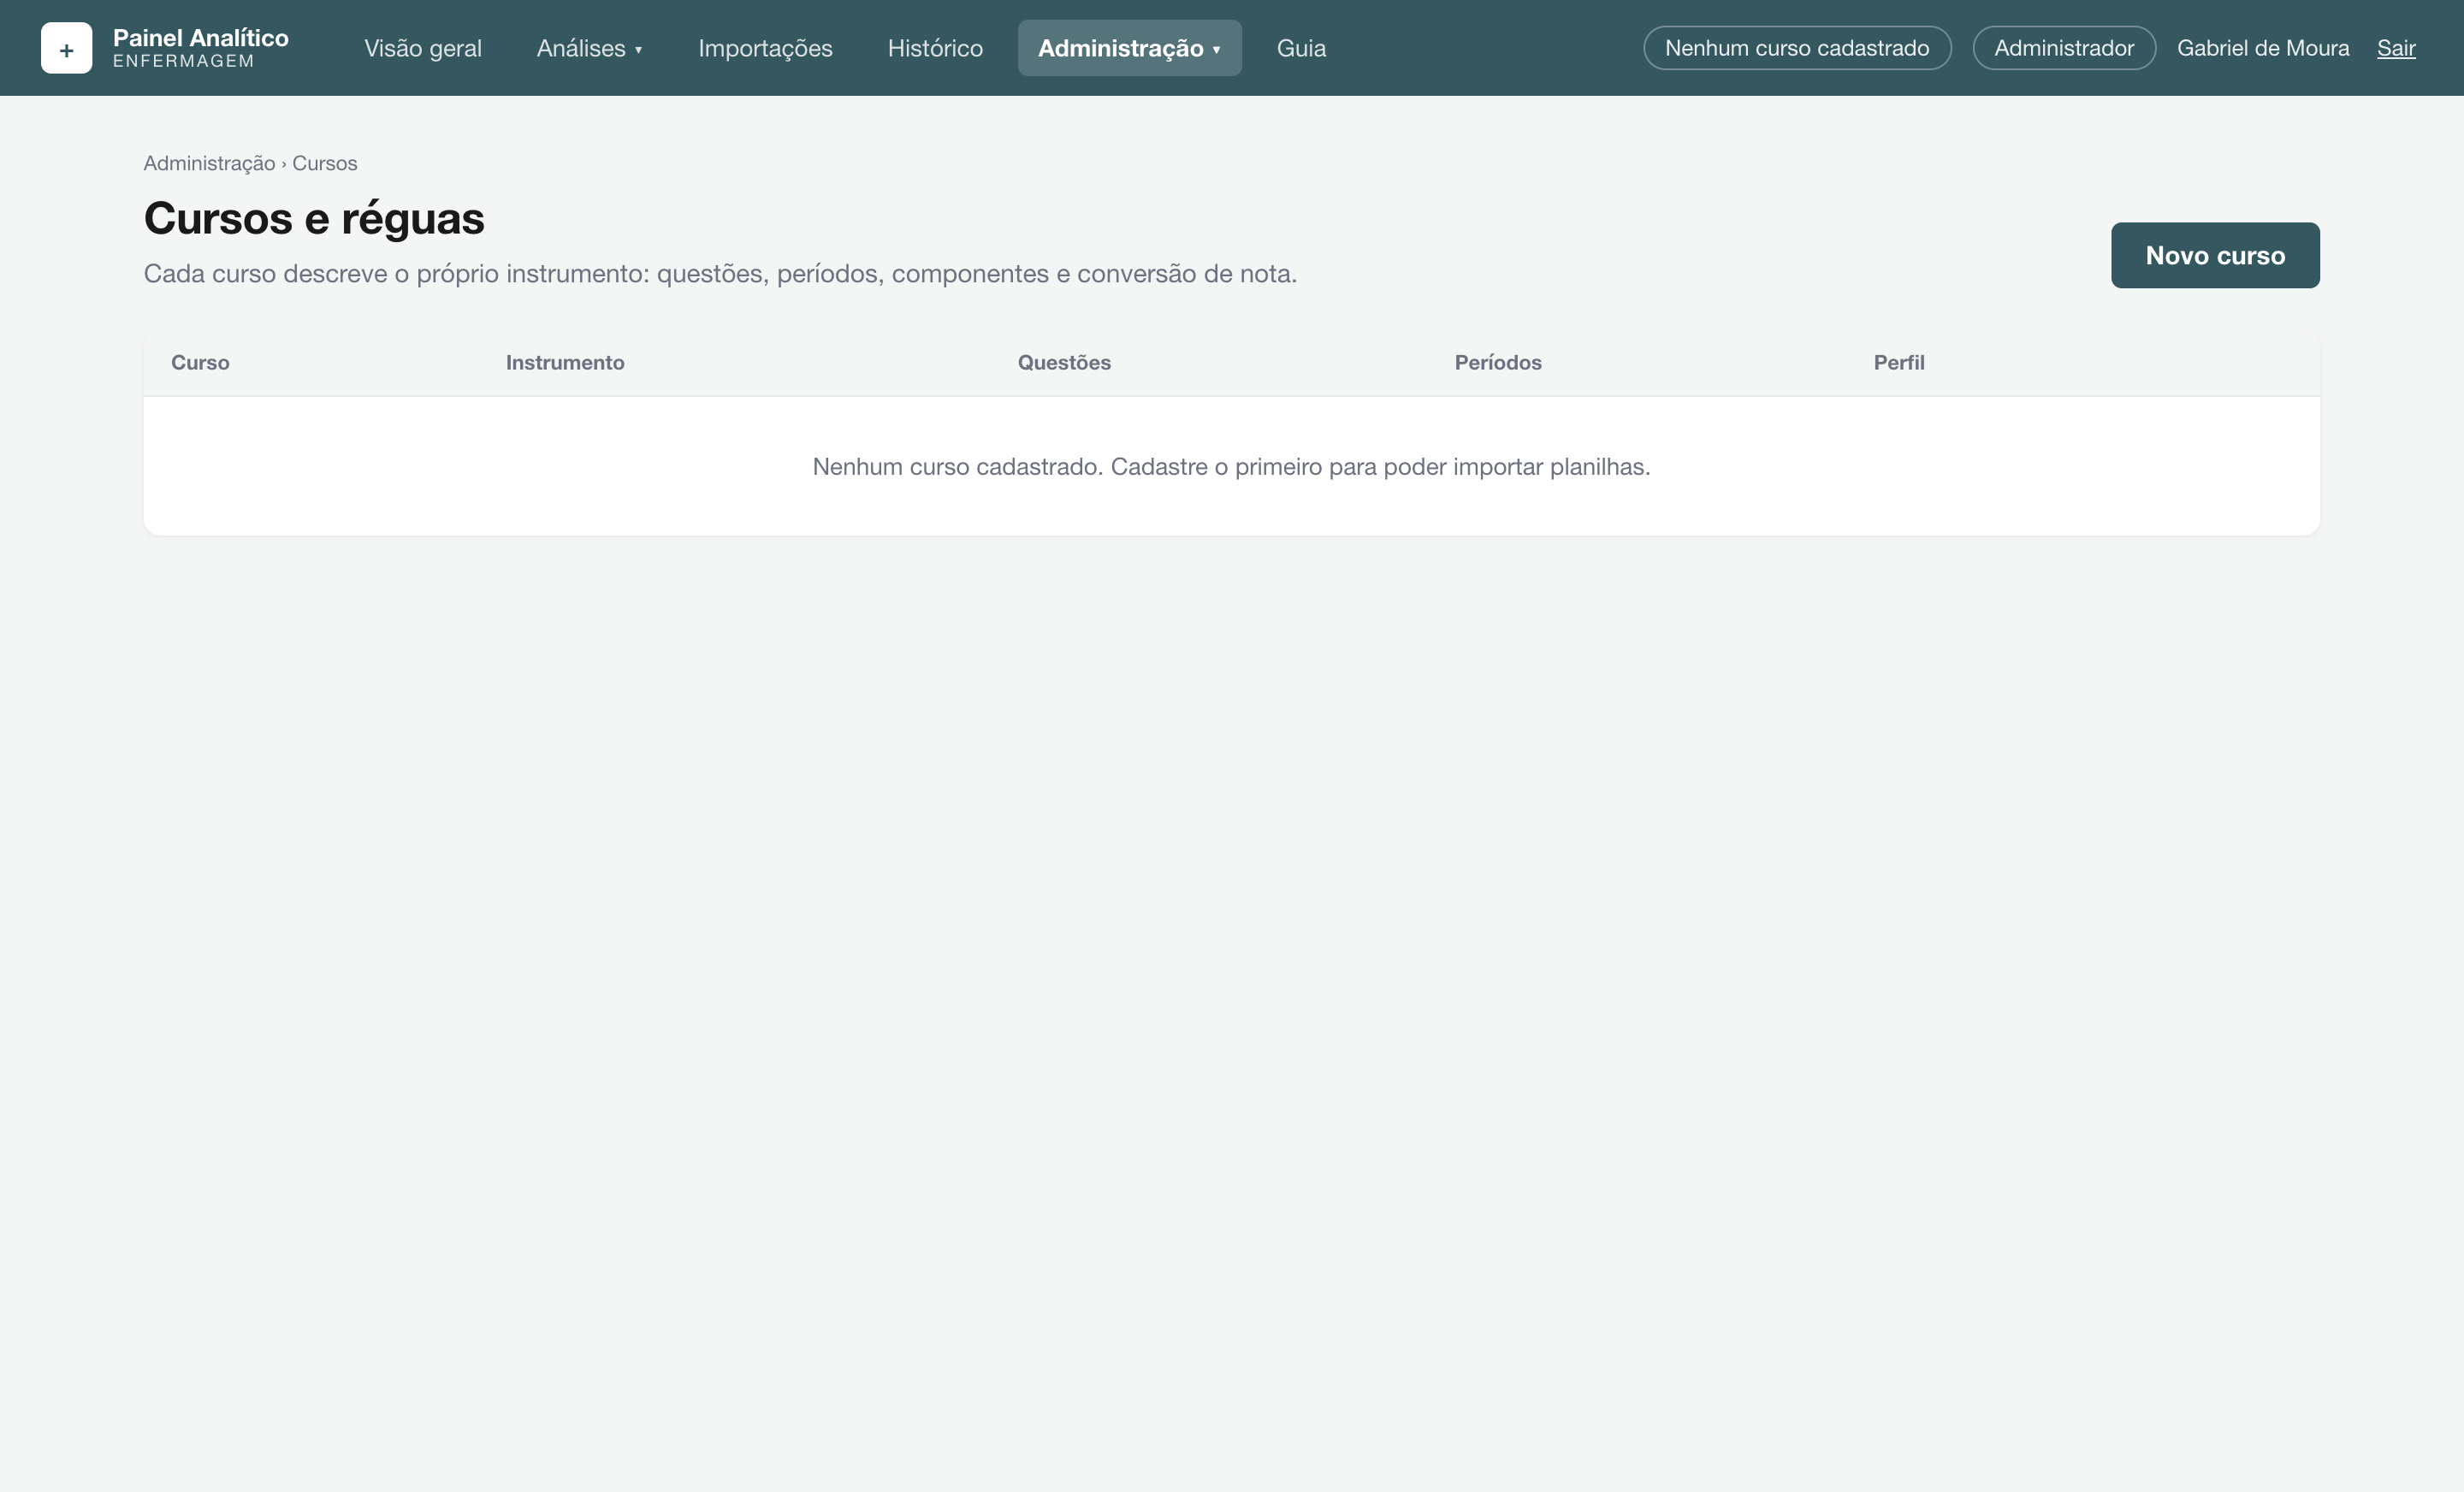 +
Painel Analítico
ENFERMAGEM
Visão geral
Análises ▾
Importações
Histórico
Administração ▾
Guia
Nenhum curso cadastrado
Administrador
Gabriel de Moura
Sair
Administração › Cursos
Cursos e réguas
Cada curso descreve o próprio instrumento: questões, períodos, componentes e conversão de nota.
Novo curso
Curso Instrumento Questões Períodos Perfil
Nenhum curso cadastrado. Cadastre o primeiro para poder importar planilhas.